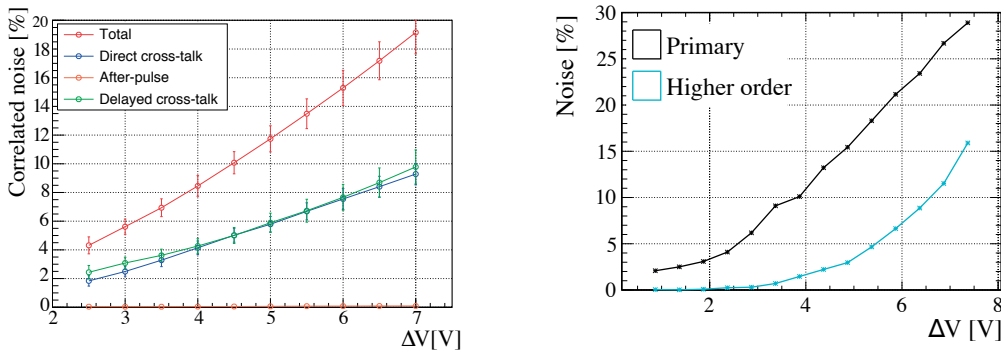 Correlated noise [%]
20
18
16
14
12
10
8
6
4
2
0
Total
Direct cross-talk
After-pulse
Delayed cross-talk
2 3 4 5 6 7
ΔV[V]
Noise [%]
30
25
20
15
10
5
0
Primary
Higher order
2 4 6 8
ΔV [V]